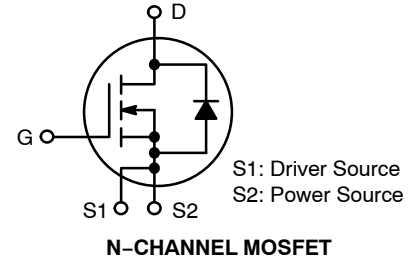 D
G
S1: Driver Source
S2: Power Source
S1 S2
N−CHANNEL MOSFET